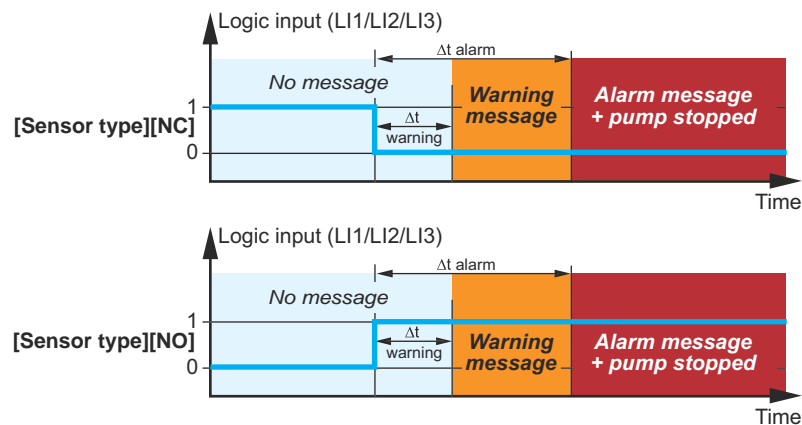 Logic input (LI1/LI2/LI3)
Δt alarm
No message
Warning
message
Alarm message
+ pump stopped
1
[Sensor type][NC]
Δt
warning
0
Time
Logic input (LI1/LI2/LI3)
Δt alarm
No message
1
[Sensor type][NO]
Δt
warning
Warning
message
Alarm message
+ pump stopped
0
Time